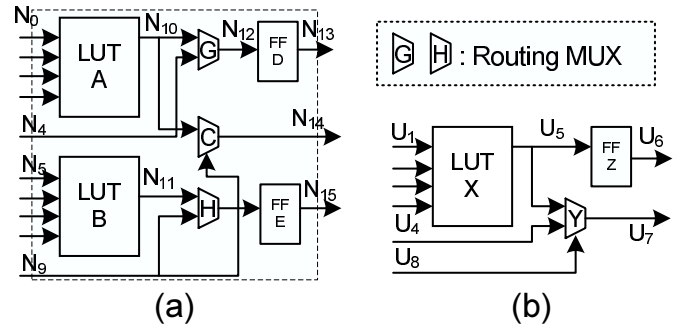 N0
N10
N12
N13
LUT
A
G
FF
D
G H : Routing MUX
N4
N14
C
N5
LUT
B
N11
H
N15
FF
E
N9
(a)
U1
LUT
X
U5
FF
Z
U6
U4
Y
U7
U8
(b)